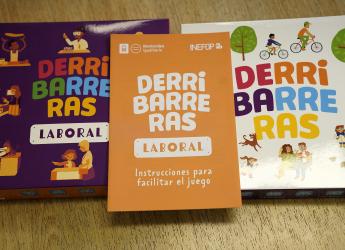 DERRI
BARRE
RAS
LABORAL
INEFOP
DERRI
BARRE
RAS
LABORAL
Instrucciones para
facilitar el juego
DERRI
BARRE
RAS